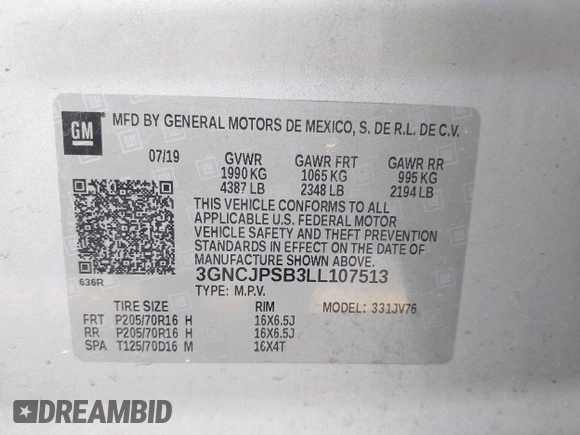 GM
MFD BY GENERAL MOTORS DE MEXICO, S. DE R.L. DE C.V.
07/19 GVWR GAWR FRT GAWR RR
1990 KG 1065 KG 995 KG
4387 LB 2348 LB 2194 LB
THIS VEHICLE CONFORMS TO ALL
APPLICABLE U.S. FEDERAL MOTOR
VEHICLE SAFETY AND THEFT PREVENTION
STANDARDS IN EFFECT ON THE DATE OF
MANUFACTURE SHOWN ABOVE.
3GNCJPSB3LL107513
636R TYPE: M.P.V.
TIRE SIZE RIM MODEL: 331JV76
FRT P205/70R16 H 16X6.5J
RR P205/70R16 H 16X6.5J
SPA T125/70D16 M 16X4T
DREAMBID